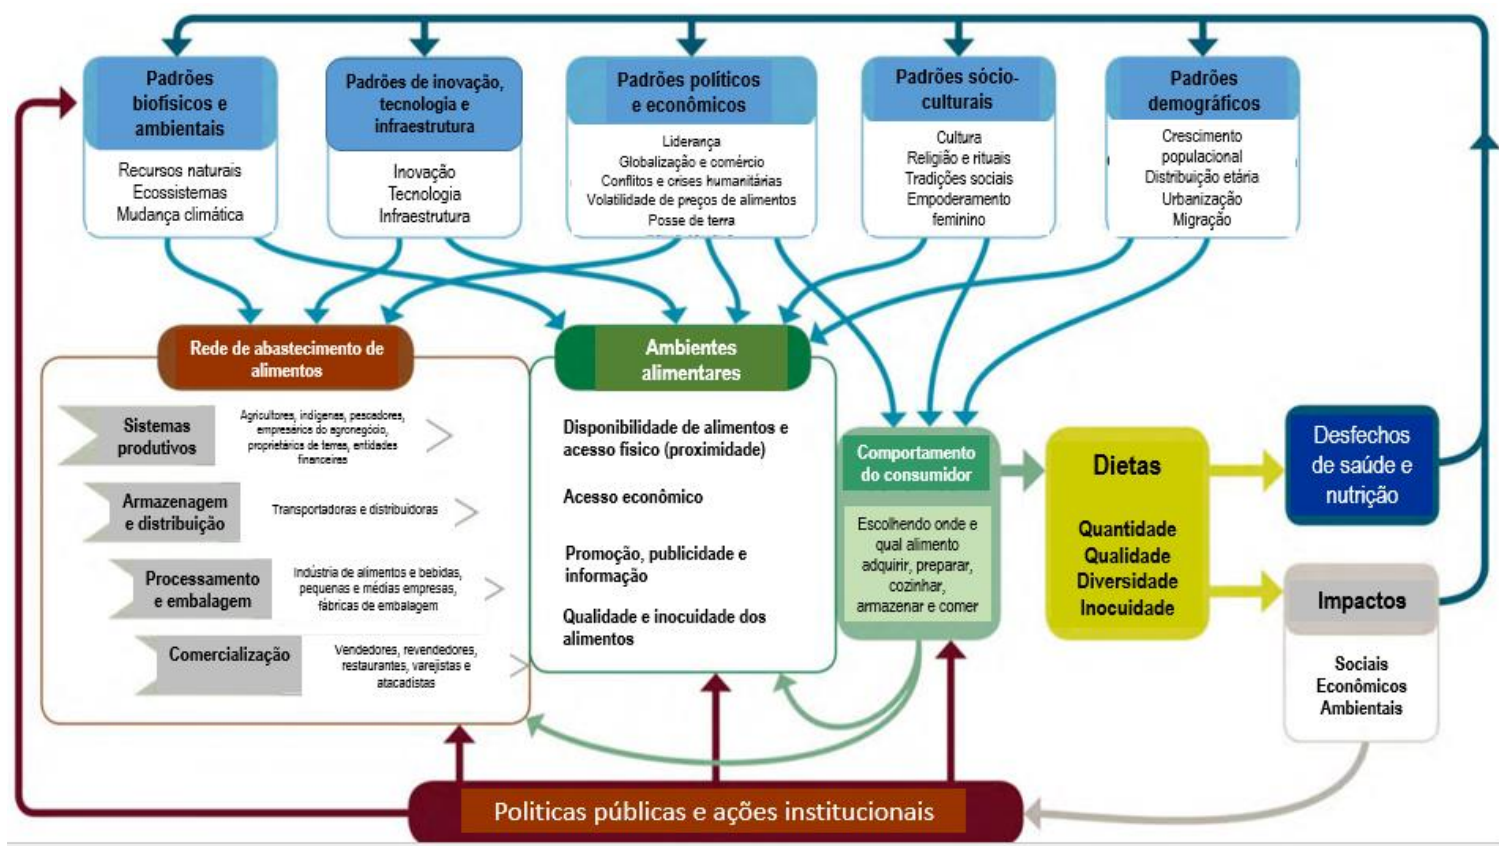 Padrões
biofísicos e
ambientais
Recursos naturais
Ecossistemas
Mudança climática
Padrões de inovação,
tecnologia e
infraestrutura
Inovação
Tecnologia
Infraestrutura
Padrões políticos
e econômicos
Liderança
Globalização e comércio
Conflitos e crises humanitárias
Volatilidade de preços de alimentos
Posse de terra
Padrões sócio-
culturais
Cultura
Religião e rituais
Tradições sociais
Empoderamento
feminino
Padrões
demográficos
Crescimento
populacional
Distribuição etária
Urbanização
Migração
Rede de abastecimento de
alimentos
Sistemas
produtivos
Agricultores, indígenas, pescadores,
empresários do agronegócio,
proprietários de terras, entidades
financeiras
Armazenagem
e distribuição
Transportadoras e distribuidoras
Processamento
e embalagem
Indústria de alimentos e bebidas,
pequenas e médias empresas,
fábricas de embalagem
Comercialização
Vendedores, revendedores,
restaurantes, varejistas e
atacadistas
Ambientes
alimentares
Disponibilidade de alimentos e
acesso físico (proximidade)
Acesso econômico
Promoção, publicidade e
informação
Qualidade e inocuidade dos
alimentos
Comportamento
do consumidor
Escolhendo onde e
qual alimento
adquirir, preparar,
cozinhar,
armazenar e comer
Dietas
Quantidade
Qualidade
Diversidade
Inocuidade
Desfechos
de saúde e
nutrição
Impactos
Sociais
Econômicos
Ambientais
Politicas públicas e ações institucionais